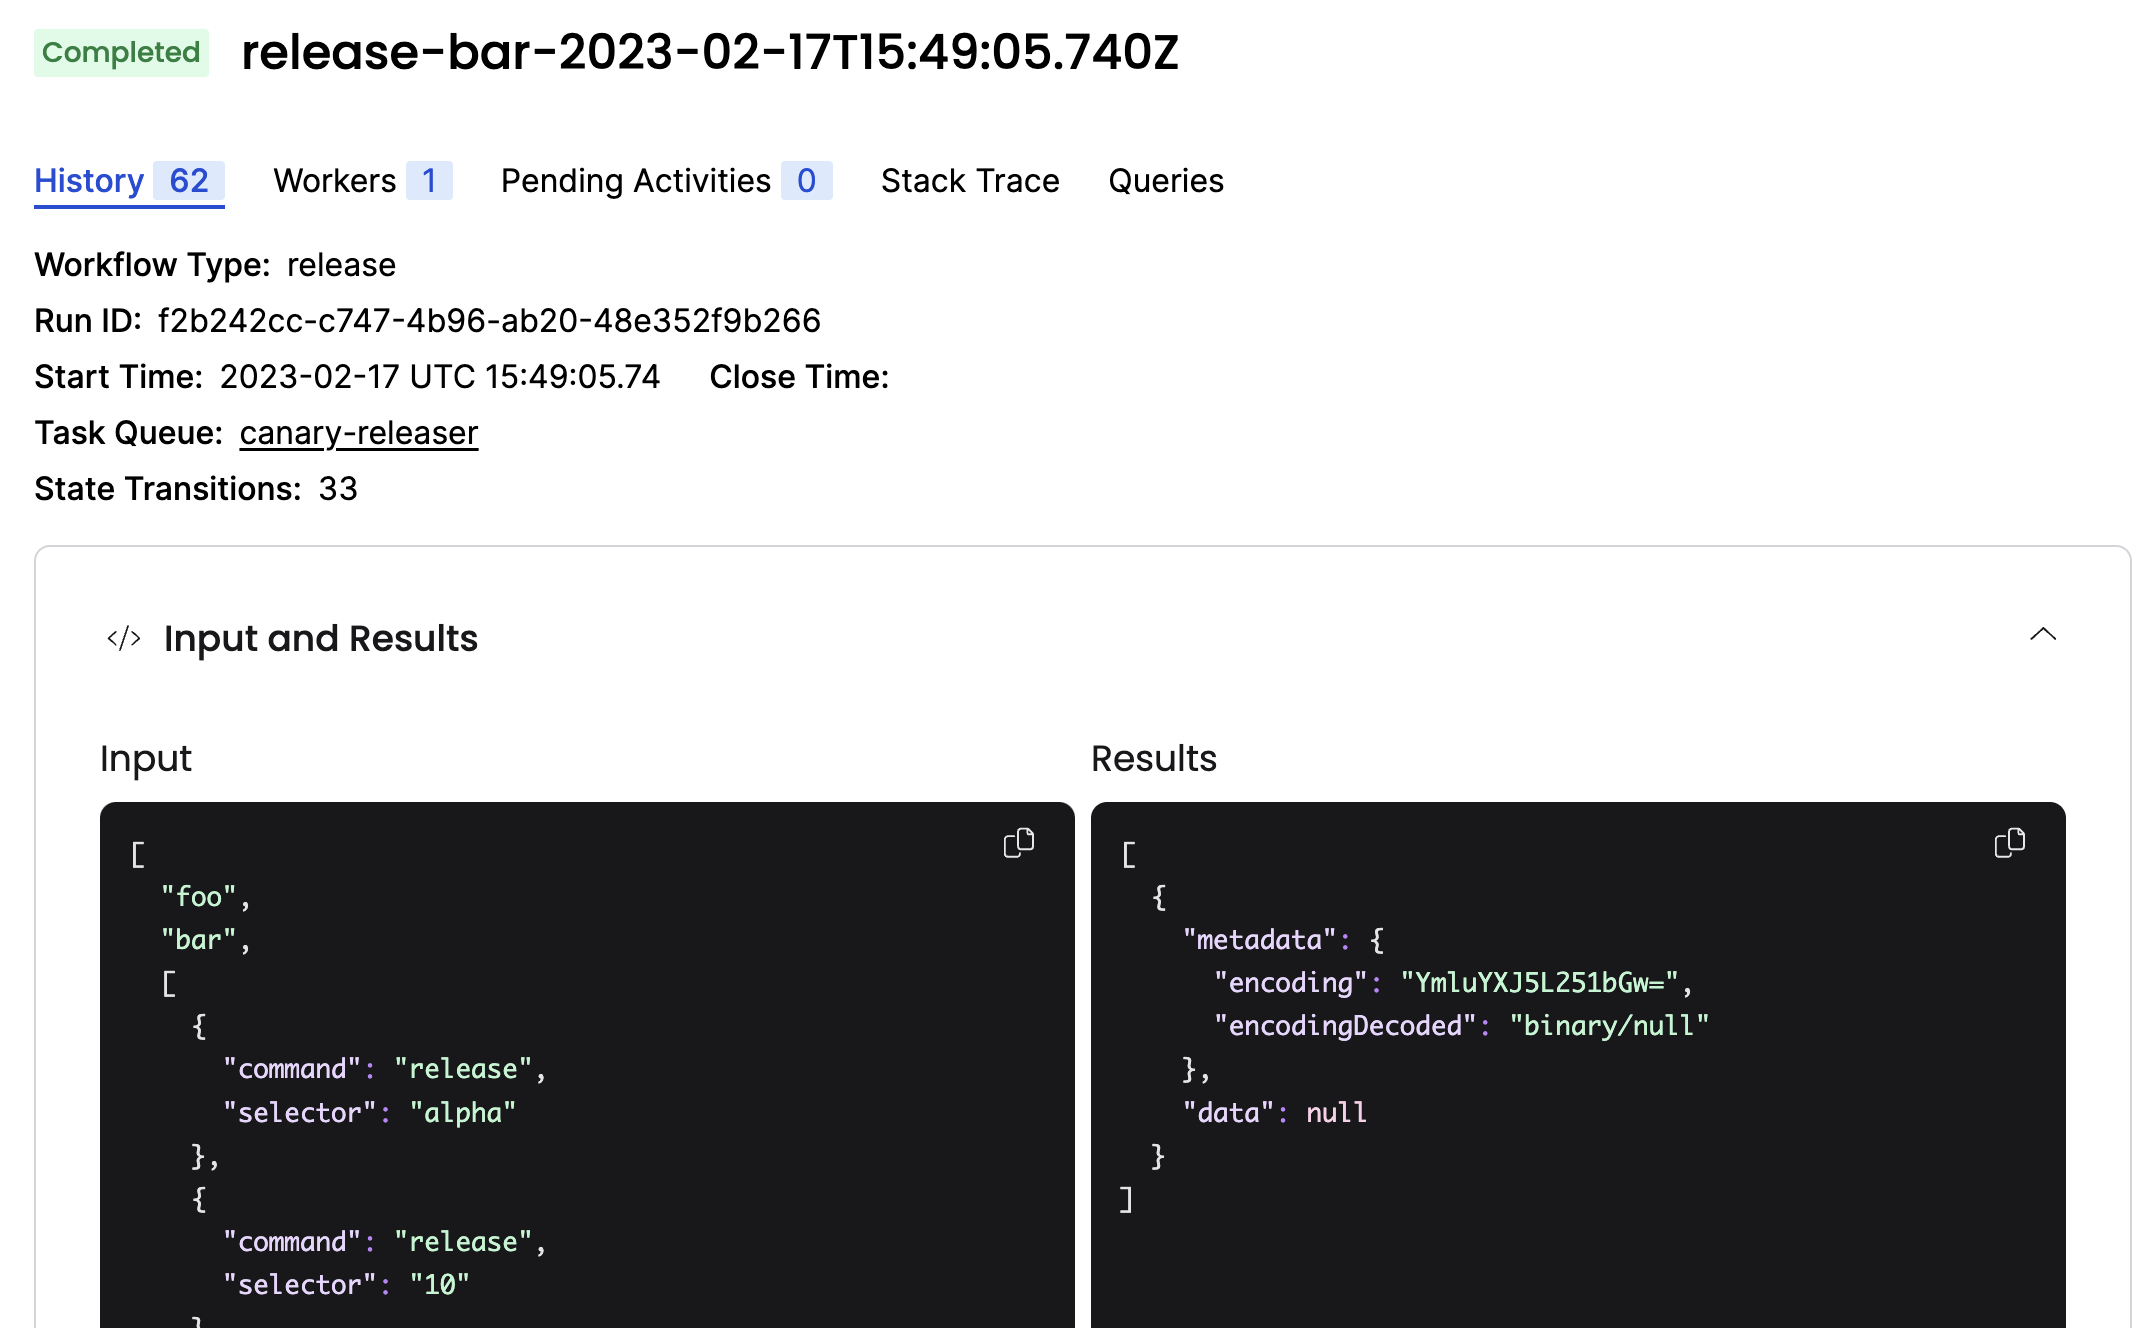 Completed release-bar-2023-02-17T15:49:05.740Z
History 62 Workers 1 Pending Activities 0 Stack Trace Queries
Workflow Type: release
Run ID: f2b242cc-c747-4b96-ab20-48e352f9b266
Start Time: 2023-02-17 UTC 15:49:05.74 Close Time:
Task Queue: canary-releaser
State Transitions: 33
</> Input and Results
Input
[
"foo",
"bar",
[
{
"command": "release",
"selector": "alpha"
},
{
"command": "release",
"selector": "10"
}
Results
[
{
"metadata": {
"encoding": "YmluYXJ5L251bGw=",
"encodingDecoded": "binary/null"
},
"data": null
}
]